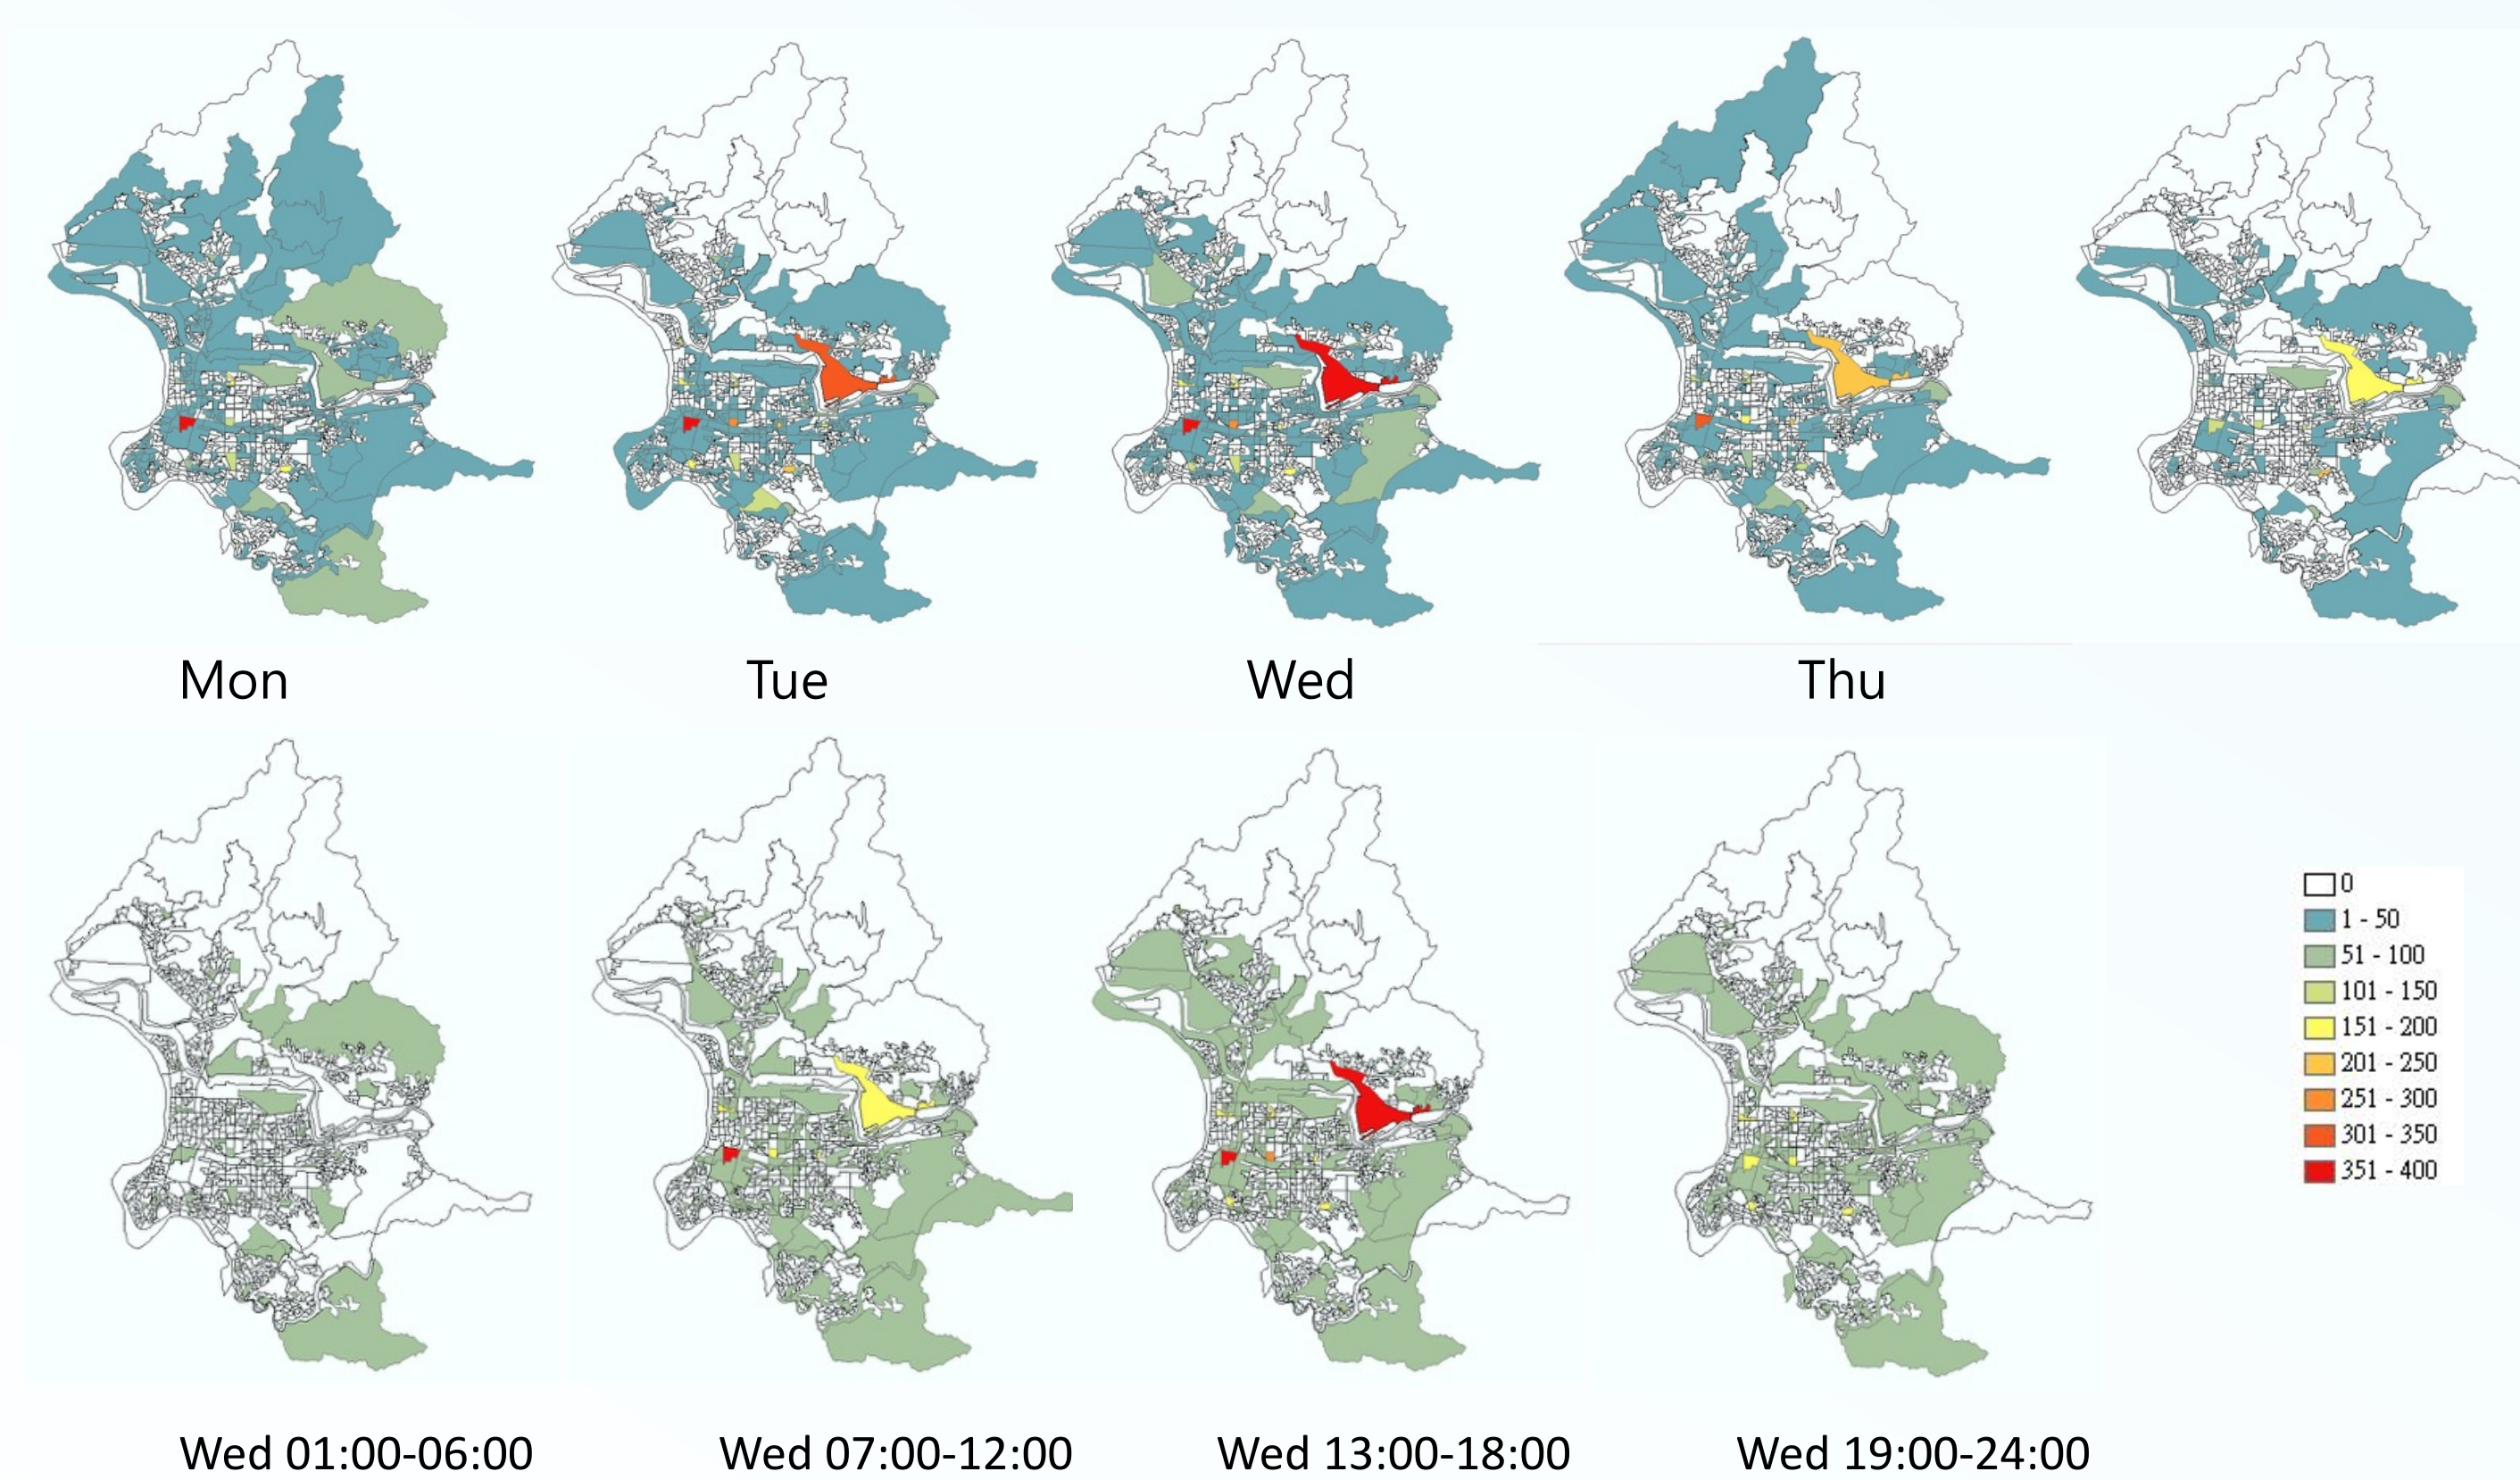 Mon
Tue
Wed
Thu
0
1 - 50
51 - 100
101 - 150
151 - 200
201 - 250
251 - 300
301 - 350
351 - 400
Wed 01:00-06:00
Wed 07:00-12:00
Wed 13:00-18:00
Wed 19:00-24:00